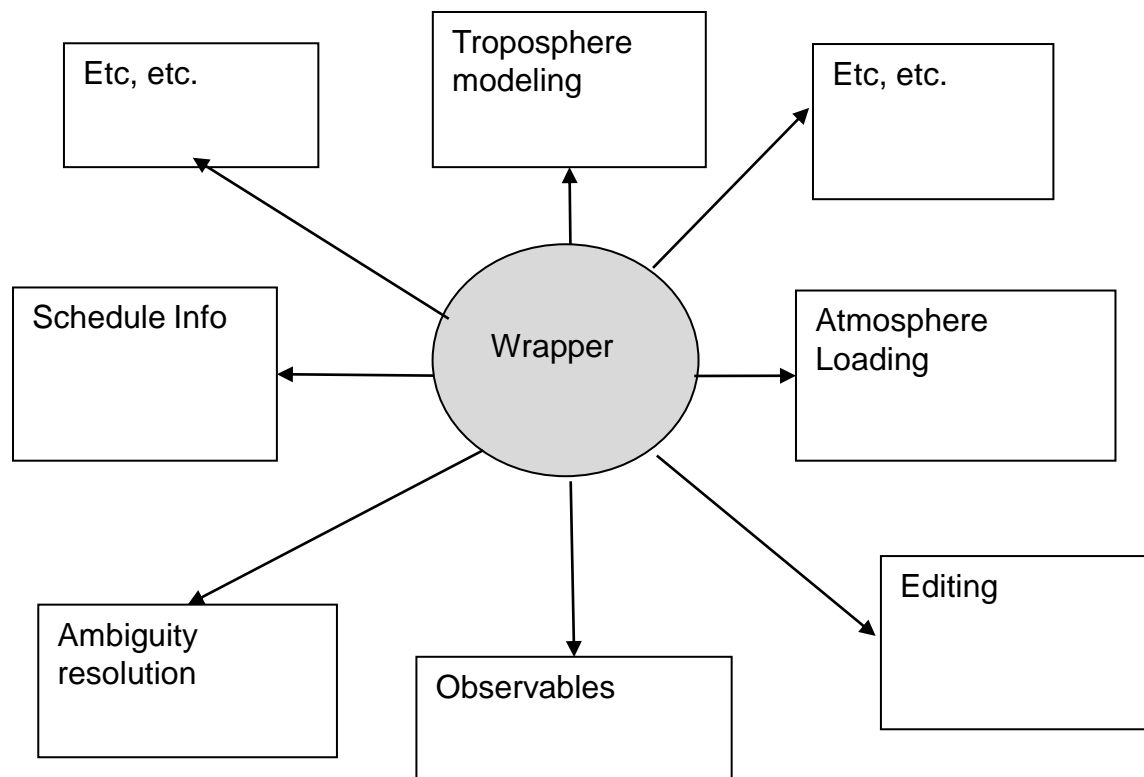 Etc, etc.
Troposphere
modeling
Etc, etc.
Schedule Info
Wrapper
Atmosphere
Loading
Ambiguity
resolution
Observables
Editing